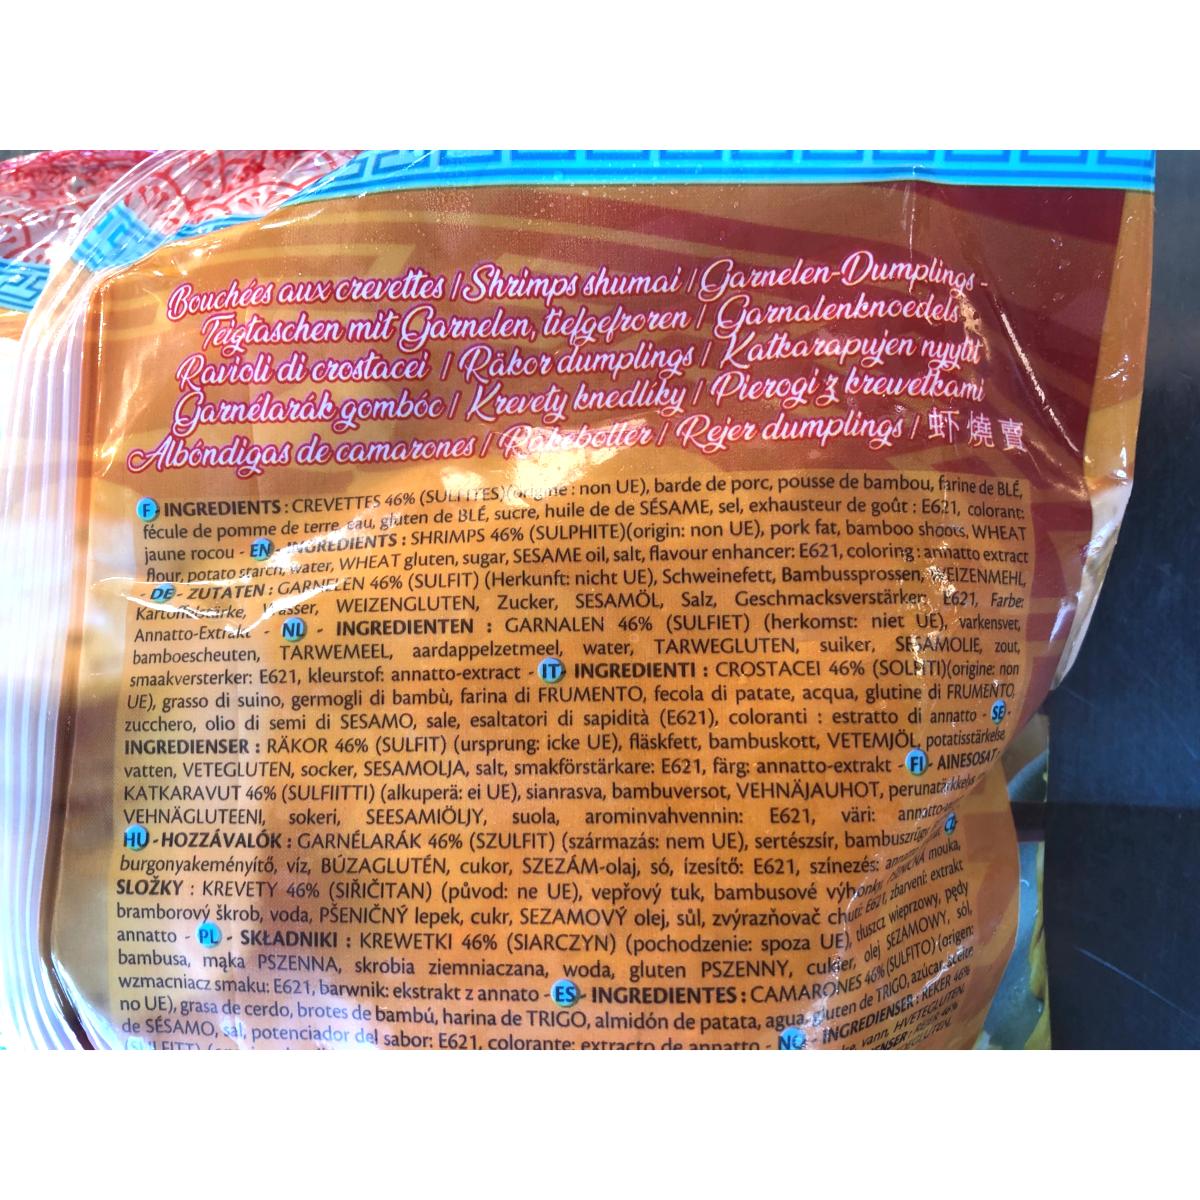 Bouchées aux crevettes / Shrimps shumai / Garnelen-Dumplings -
Teigtaschen mit Garnelen, tiefgefroren / Garnalenknoedels
Ravioli di crostacei / Räkor dumplings / Katkarapujen nyytit
Garnélarák gombóc / Krevety knedlíky / Pierogi z krewetkami
Albóndigas de camarones / Rekebotter / Rejer dumplings / 虾 燒 賣
F - INGREDIENTS : CREVETTES 46% (SULFITES)(origine : non UE), barde de porc, pousse de bambou, farine de BLÉ,
fécule de pomme de terre, eau, gluten de BLÉ, sucre, huile de de SÉSAME, sel, exhausteur de goût : E621, colorant:
jaune rocou - EN - INGREDIENTS : SHRIMPS 46% (SULPHITE)(origin: non UE), pork fat, bamboo shoots, WHEAT
flour, potato starch, water, WHEAT gluten, sugar, SESAME oil, salt, flavour enhancer: E621, coloring : annatto extract
- DE - ZUTATEN : GARNELEN 46% (SULFIT) (Herkunft: nicht UE), Schweinefett, Bambussprossen, WEIZENMEHL,
Kartoffelstärke, Wasser, WEIZENGLUTEN, Zucker, SESAMÖL, Salz, Geschmacksverstärker: E621, Farbe:
Annatto-Extrakt - NL - INGREDIENTEN : GARNALEN 46% (SULFIET) (herkomst: niet UE), varkensvet,
bamboescheuten, TARWEMEEL, aardappelzetmeel, water, TARWEGLUTEN, suiker, SESAMOLIE, zout,
smaakversterker: E621, kleurstof: annatto-extract - IT - INGREDIENTI : CROSTACEI 46% (SOLFITI)(origine: non
UE), grasso di suino, germogli di bambù, farina di FRUMENTO, fecola di patate, acqua, glutine di FRUMENTO,
zucchero, olio di semi di SESAMO, sale, esaltatori di sapidità (E621), coloranti : estratto di annatto - SE -
INGREDIENSER : RÄKOR 46% (SULFIT) (ursprung: icke UE), fläskfett, bambuskott, VETEMJÖL, potatisstärkelse,
vatten, VETEGLUTEN, socker, SESAMOLJA, salt, smakförstärkare: E621, färg: annatto-extrakt - FI - AINESOSAT:
KATKARAVUT 46% (SULFIITTI) (alkuperä: ei UE), sianrasva, bambuversot, VEHNÄJAUHOT, perunatärkkelys
VEHNÄGLUTEENI, sokeri, SEESAMIÖLJY, suola, arominvahvennin: E621, väri:
HU - HOZZÁVALÓK : GARNÉLARÁK 46% (SZULFIT) (származás: nem UE), sertészsír, CZ
burgonyakeményítő, víz, BÚZAGLUTÉN, cukor, SZEZÁM-olaj, só, ízesítő: E621, színezés:
SLOŽKY : KREVETY 46% (SIŘIČITAN) (původ: ne UE), vepřový tuk, bambusové výhonky, PŠENIČNÁ mouka,
bramborový škrob, voda, PŠENIČNÝ lepek, cukr, SEZAMOVÝ olej, sůl, zvýrazňovač chuti: E621, zbarvení: extrakt
annatto - PL - SKŁADNIKI : KREWETKI 46% (SIARCZYN) (pochodzenie: spoza UE), tłuszcz wieprzowy, pędy
bambusa, mąka PSZENNA, skrobia ziemniaczana, woda, gluten PSZENNY, cukier, olej SEZAMOWY, sól,
wzmacniacz smaku: E621, barwnik: ekstrakt z annato - ES - INGREDIENTES : CAMARONES 46% (SULFITO) (origen:
no UE), grasa de cerdo, brotes de bambú, harina de TRIGO, almidón de patata, agua, gluten de TRIGO, azúcar, aceite
de SÉSAMO, sal, potenciador del sabor: E621, colorante: extracto de annatto - NO - INGREDIENSER : REKER 46%
vann, HVETEGLUTEN,